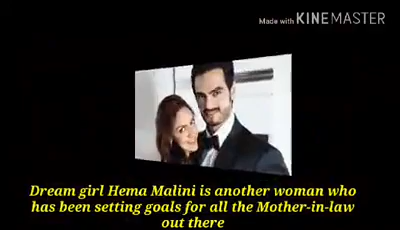 Made with KINEMASTER
Dream girl Hema Malini is another woman who
has been setting goals for all the Mother-in-law
out there